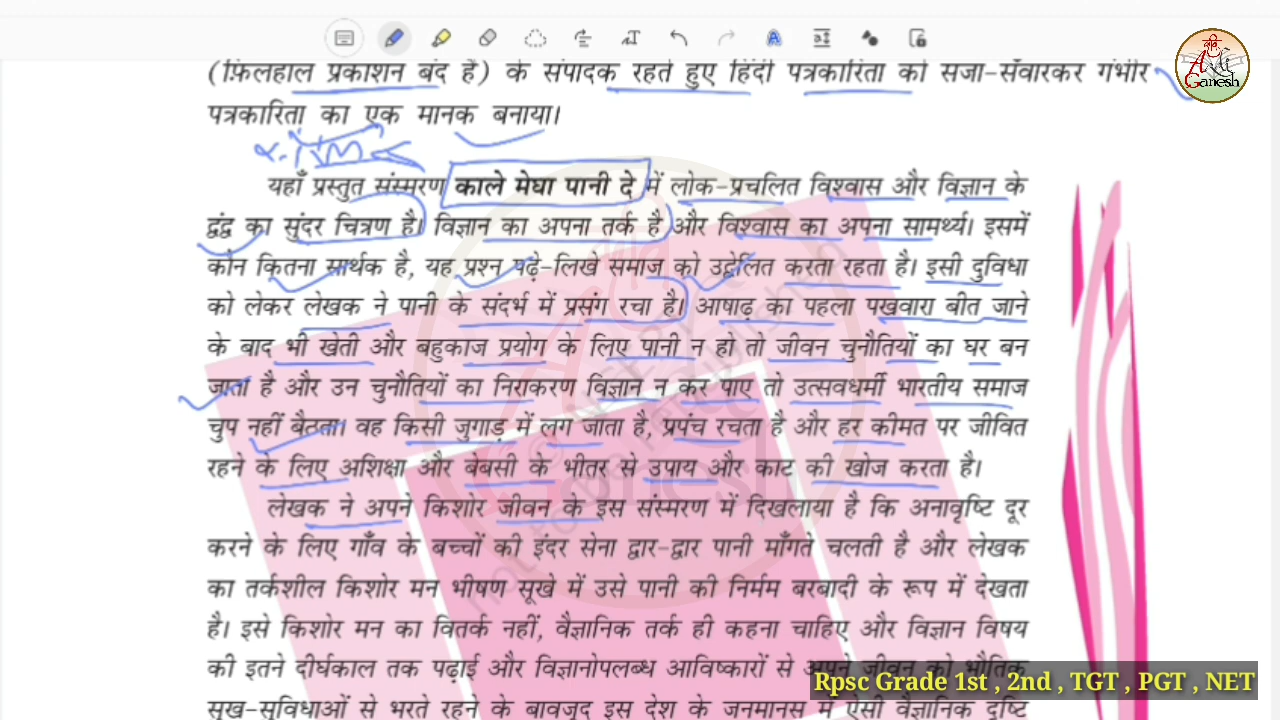 (फ़िलहाल प्रकाशन बंद है) के संपादक रहते हुए हिंदी पत्रकारिता को सजा-सँवारकर गंभीर
पत्रकारिता का एक मानक बनाया।
यहाँ प्रस्तुत संस्मरण काले मेघा पानी दे में लोक-प्रचलित विश्वास और विज्ञान के
द्वंद्व का सुंदर चित्रण है। विज्ञान का अपना तर्क है और विश्वास का अपना सामर्थ्य। इसमें
कौन कितना सार्थक है, यह प्रश्न पढ़े-लिखे समाज को उद्वेलित करता रहता है। इसी दुविधा
को लेकर लेखक ने पानी के संदर्भ में प्रसंग रचा है। आषाढ़ का पहला पखवारा बीत जाने
के बाद भी खेती और बहुकाज प्रयोग के लिए पानी न हो तो जीवन चुनौतियों का घर बन
जाता है और उन चुनौतियों का निराकरण विज्ञान न कर पाए तो उत्सवधर्मी भारतीय समाज
चुप नहीं बैठता। वह किसी जुगाड़ में लग जाता है, प्रपंच रचता है और हर कीमत पर जीवित
रहने के लिए अशिक्षा और बेबसी के भीतर से उपाय और काट की खोज करता है।
लेखक ने अपने किशोर जीवन के इस संस्मरण में दिखलाया है कि अनावृष्टि दूर
करने के लिए गाँव के बच्चों की इंदर सेना द्वार-द्वार पानी माँगते चलती है और लेखक
का तर्कशील किशोर मन भीषण सूखे में उसे पानी की निर्मम बरबादी के रूप में देखता
है। इसे किशोर मन का वितर्क नहीं, वैज्ञानिक तर्क ही कहना चाहिए और विज्ञान विषय
की इतने दीर्घकाल तक पढ़ाई और विज्ञानोपलब्ध आविष्कारों से अपने जीवन को भौतिक
सुख-सुविधाओं से भरते रहने के बावजूद इस देश के जनमानस में ऐसी वैज्ञानिक दृष्टि
Rpsc Grade 1st , 2nd , TGT , PGT , NET
Ganesh